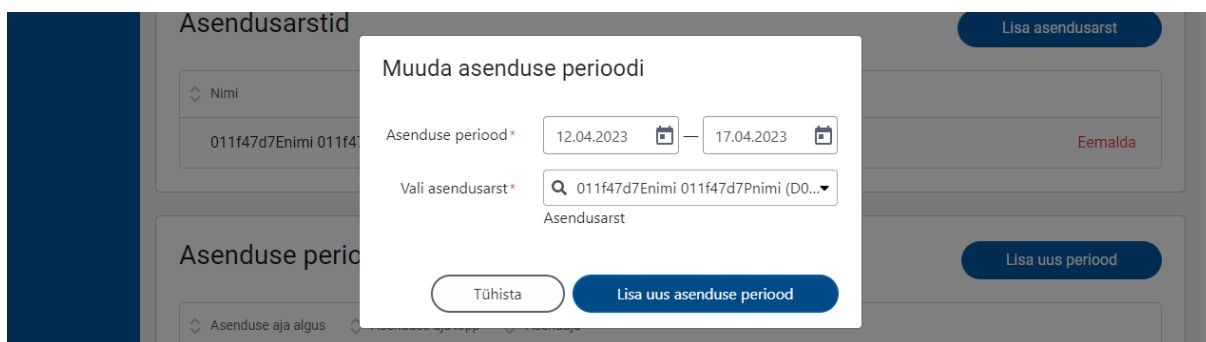 Asendusarstid
Lisa asendusarst
Muuda asenduse perioodi
Nimi
Asenduse periood* 12.04.2023 — 17.04.2023
011f47d7Enimi 011f47
Eemalda
Vali asendusarst* 011f47d7Enimi 011f47d7Pnimi (D0...
Asendusarst
Asenduse perio
Lisa uus periood
Tühista
Lisa uus asenduse periood
Asenduse aja algus